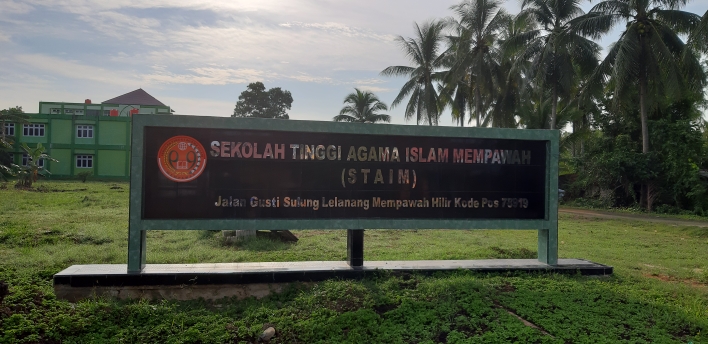 SEKOLAH TINGGI AGAMA ISLAM MEMPAWAH
(STAIM)
Jalan Gusti Sulung Lelanang Mempawah Hilir Kode Pos 78919